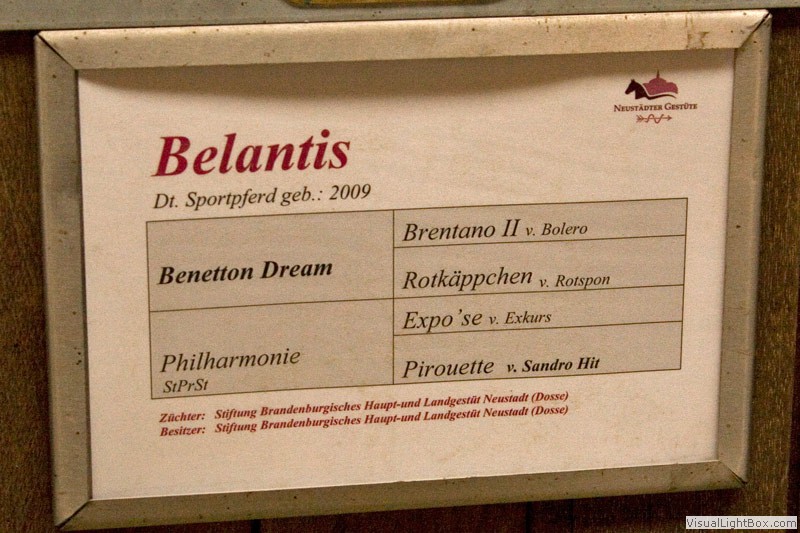 NEUSTÄDTER GESTÜTE
Belantis
Dt. Sportpferd geb.: 2009
Benetton Dream
Brentano II v. Bolero
Rotkäppchen v. Rotspon
Philharmonie
StPrSt
Expo'se v. Exkurs
Pirouette v. Sandro Hit
Züchter: Stiftung Brandenburgisches Haupt-und Landgestüt Neustadt (Dosse)
Besitzer: Stiftung Brandenburgisches Haupt-und Landgestüt Neustadt (Dosse)
VisualLightBox.com